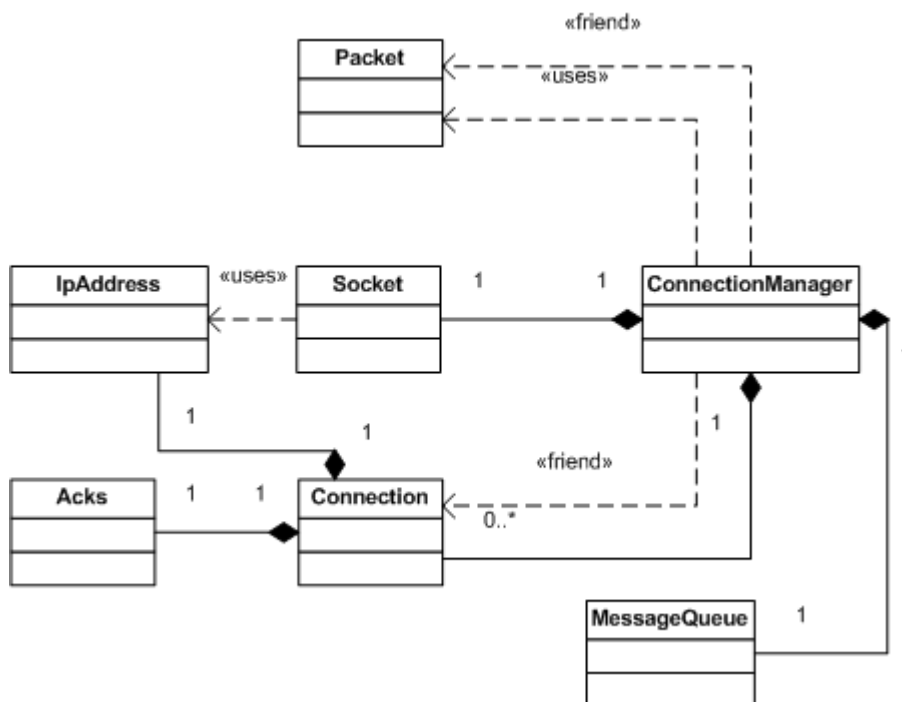 «friend»
Packet
«uses»
IpAddress
«uses»
Socket
1
1
ConnectionManager
1
1
1
«friend»
Acks
1
1
Connection
0..*
MessageQueue
1